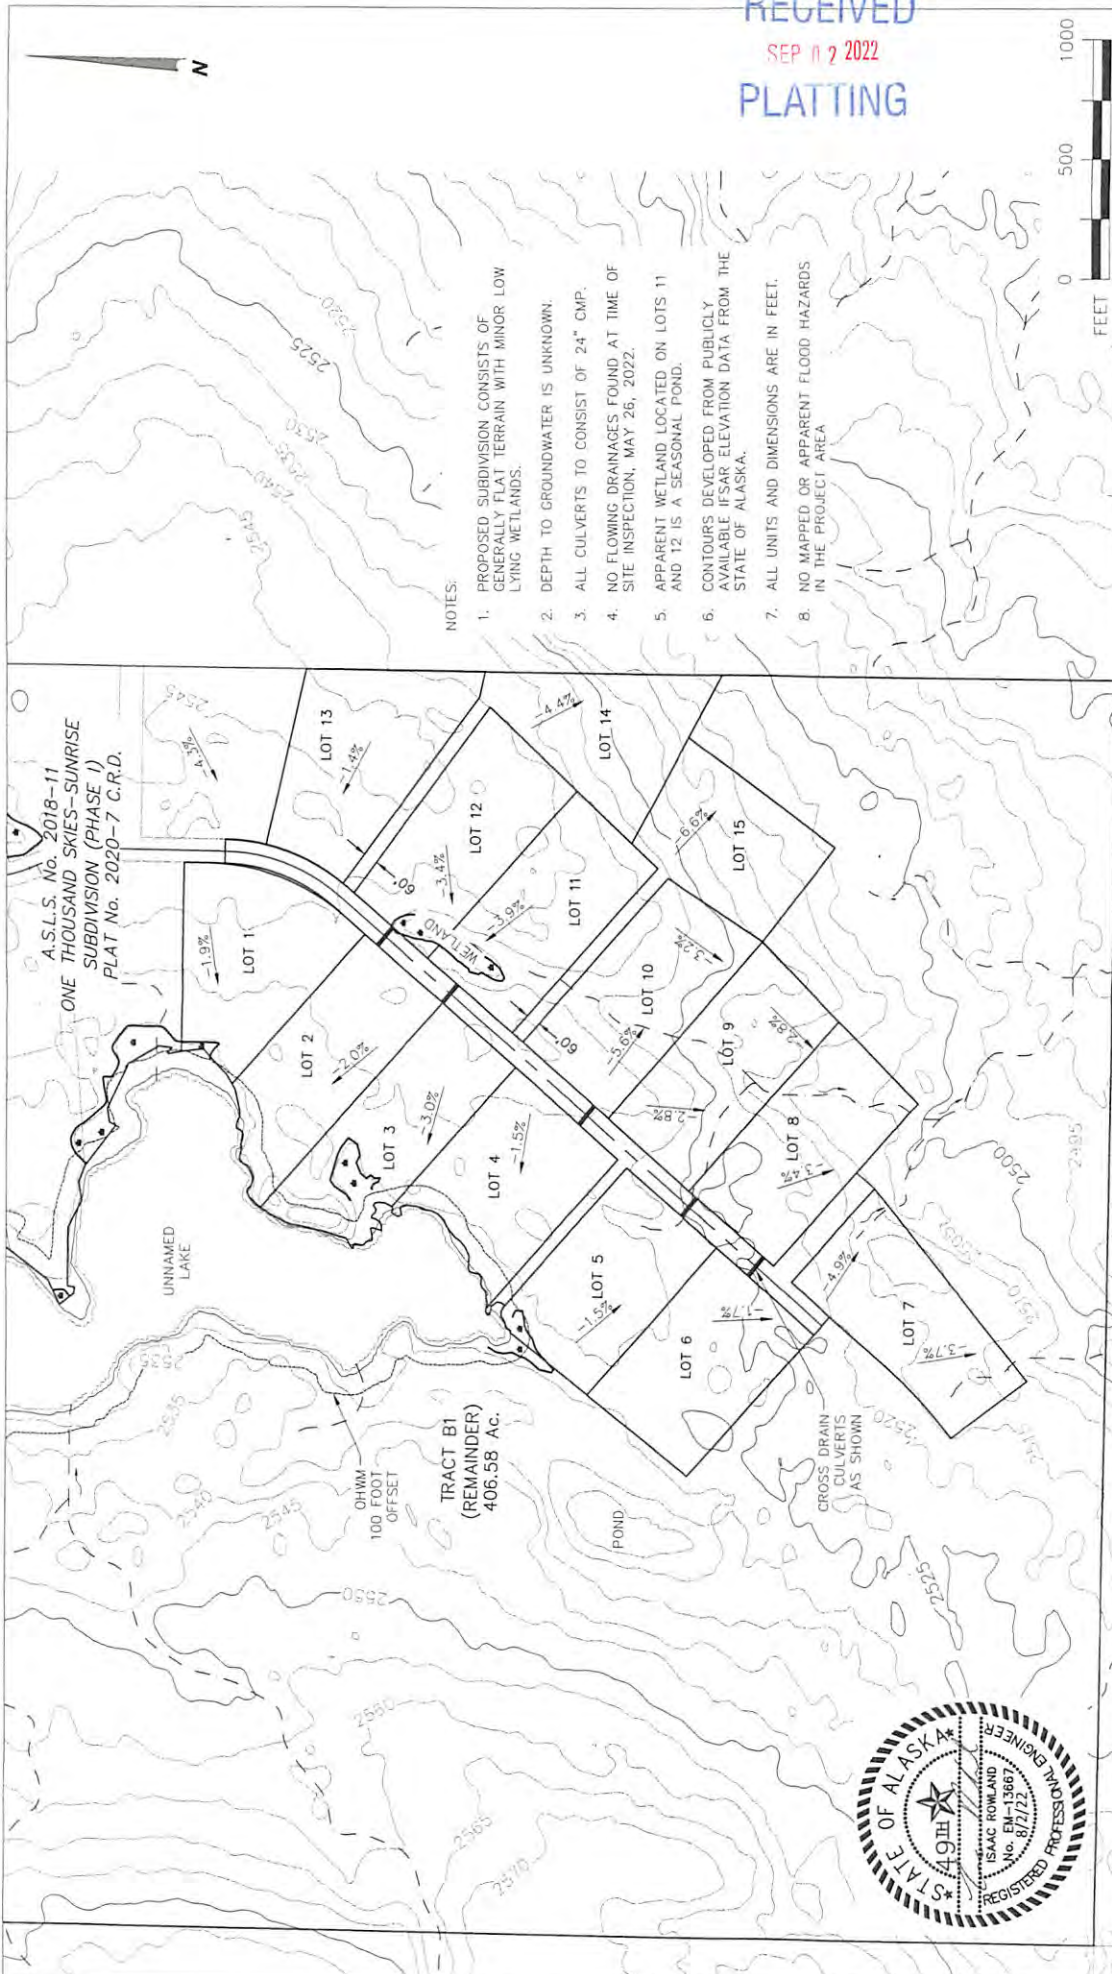 RECEIVED
SEP 02 2022
PLATTING
N
A.S.L.S. No. 2018-11
ONE THOUSAND SKIES-SUNRISE
SUBDIVISION (PHASE I)
PLAT No. 2020-7 C.R.D.
NOTES:
1. PROPOSED SUBDIVISION CONSISTS OF
GENERALLY FLAT TERRAIN WITH MINOR LOW
LYING WETLANDS.
2. DEPTH TO GROUNDWATER IS UNKNOWN.
3. ALL CULVERTS TO CONSIST OF 24" CMP.
4. NO FLOWING DRAINAGES FOUND AT TIME OF
SITE INSPECTION, MAY 26, 2022.
5. APPARENT WETLAND LOCATED ON LOTS 11
AND 12 IS A SEASONAL POND.
6. CONTOURS DEVELOPED FROM PUBLICLY
AVAILABLE IFSAR ELEVATION DATA FROM THE
STATE OF ALASKA.
7. ALL UNITS AND DIMENSIONS ARE IN FEET.
8. NO MAPPED OR APPARENT FLOOD HAZARDS
IN THE PROJECT AREA
FEET
0
500
1000
UNNAMED
LAKE
OHWM
100 FOOT
OFFSET
TRACT B1
(REMAINDER)
406.58 Ac.
POND
CROSS DRAIN
CULVERTS
AS SHOWN
WETLAND
60'
60'
LOT 1
-1.9%
LOT 2
-2.0%
LOT 3
-3.0%
LOT 4
-1.5%
LOT 5
-1.5%
LOT 6
-1.7%
LOT 7
-4.9%
-3.7%
LOT 8
-3.4%
LOT 9
-2.8%
LOT 10
-5.6%
-3.2%
LOT 11
-3.9%
LOT 12
-3.4%
LOT 13
-1.4%
-4.3%
LOT 14
-4.4%
LOT 15
-6.6%
2545
2545
2540
2535
2530
2525
2520
2535
2540
2545
2550
2580
2565
2570
2525
2520
2515
2510
2505
2500
2495
STATE OF ALASKA
49TH
ISAAC ROWLAND
No. EM-13667
8/2/22
REGISTERED PROFESSIONAL ENGINEER